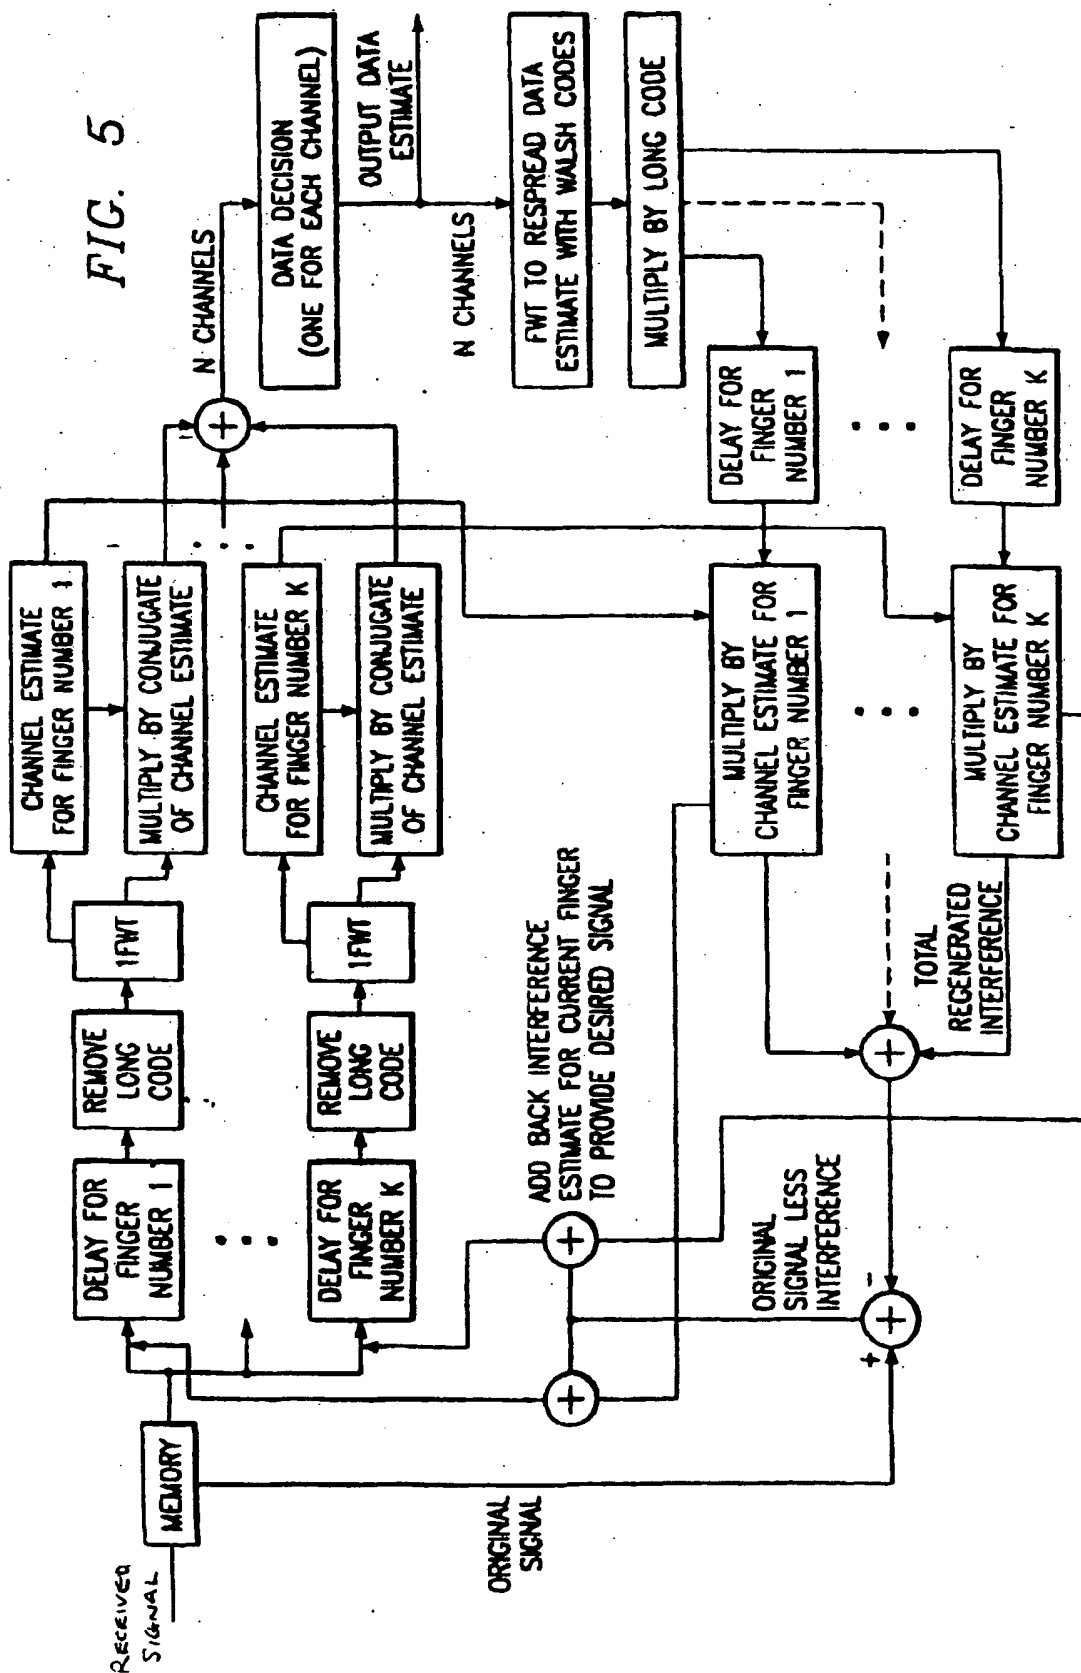 FIG. 5
RECEIVED
SIGNAL
MEMORY
DELAY FOR
FINGER
NUMBER 1
REMOVE
LONG
CODE
1FWT
CHANNEL ESTIMATE
FOR FINGER NUMBER 1
MULTIPLY BY CONJUGATE
OF CHANNEL ESTIMATE
DELAY FOR
FINGER
NUMBER K
REMOVE
LONG
CODE
1FWT
CHANNEL ESTIMATE
FOR FINGER NUMBER K
MULTIPLY BY CONJUGATE
OF CHANNEL ESTIMATE
+
N CHANNELS
DATA DECISION
(ONE FOR EACH CHANNEL)
OUTPUT DATA
ESTIMATE
N CHANNELS
FWT TO RESPREAD DATA
ESTIMATE WITH WALSH CODES
MULTIPLY BY LONG CODE
ORIGINAL
SIGNAL
ADD BACK INTERFERENCE
ESTIMATE FOR CURRENT FINGER
TO PROVIDE DESIRED SIGNAL
+
+
MULTIPLY BY
CHANNEL ESTIMATE FOR
FINGER NUMBER 1
DELAY FOR
FINGER
NUMBER 1
ORIGINAL
SIGNAL LESS
INTERFERENCE
+
-
+
+
TOTAL
REGENERATED
INTERFERENCE
MULTIPLY BY
CHANNEL ESTIMATE FOR
FINGER NUMBER K
DELAY FOR
FINGER
NUMBER K